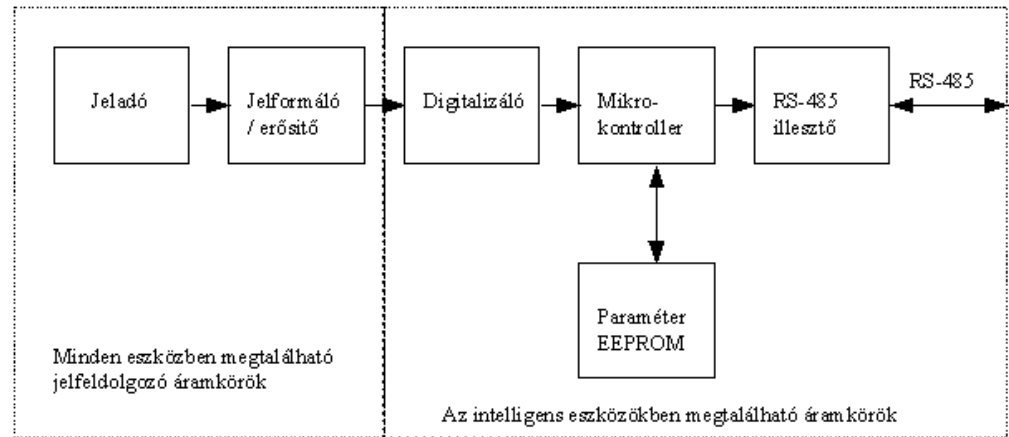 Jeladó
Jelformáló
/ erősitő
Digitalizáló
Mikro-
kontroller
RS-485
illesztő
RS-485
Paraméter
EEPROM
Minden eszközben megtalálható
jelfeldolgozó áramkörök
Az intelligens eszközökben megtalálható áramkörök